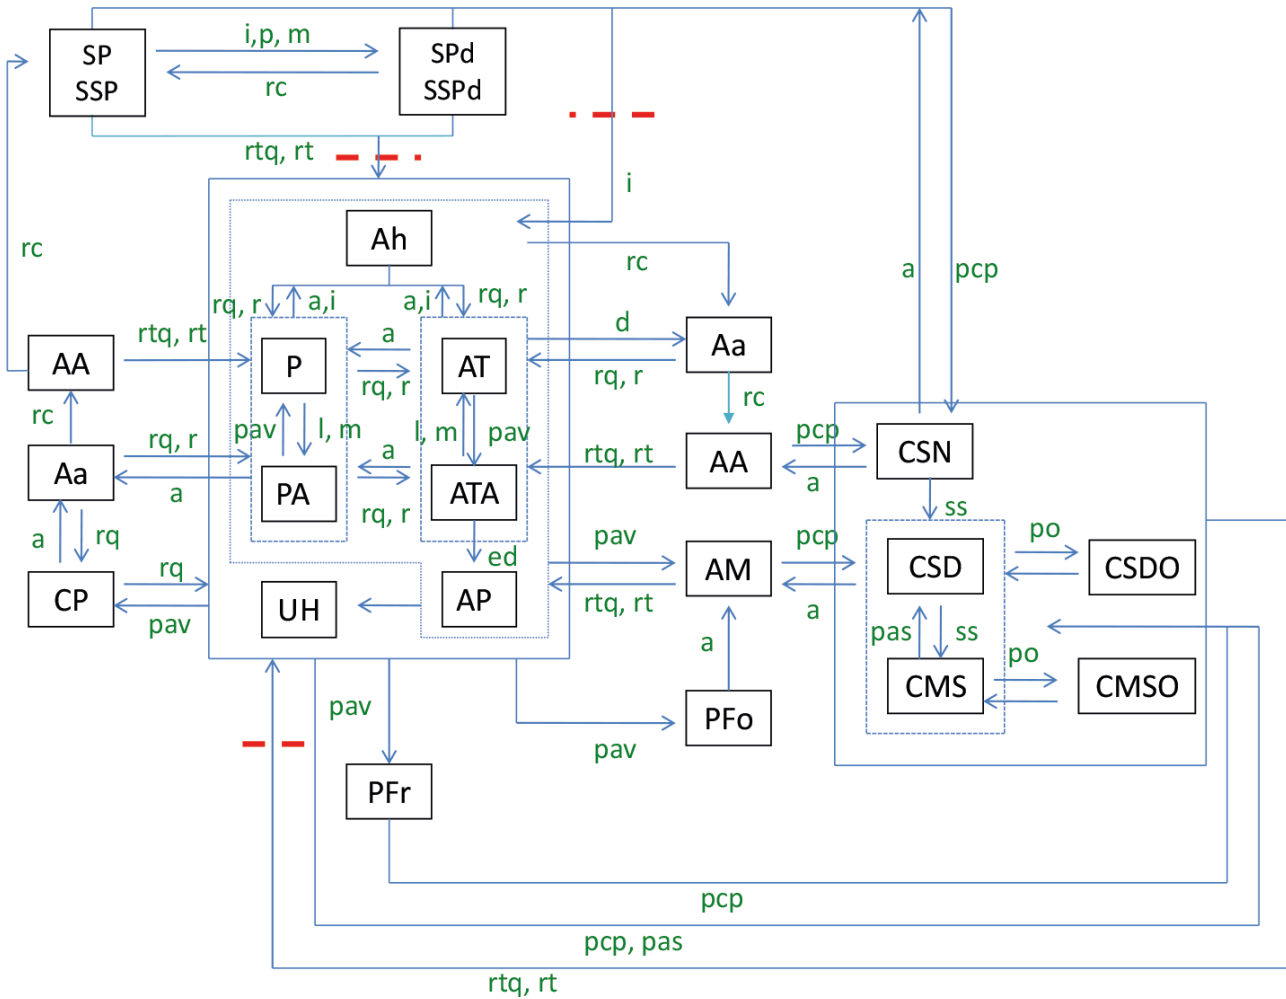 SP
SSP
i,p, m
rc
SPd
SSPd
rtq, rt
i
rc
a
pcp
Ah
rc
rq, r
a,i
a,i
rq, r
AA
rtq, rt
P
a
rq, r
AT
d
rq, r
Aa
rc
rc
Aa
rq, r
a
pav
l, m
a
l, m
pav
rtq, rt
AA
pcp
a
CSN
PA
rq, r
ATA
ss
a
rq
CP
rq
pav
UH
ed
AP
pav
rtq, rt
AM
pcp
a
CSD
po
CSDO
pas
ss
a
po
CMS
CMSO
pav
PFo
pav
PFr
pcp
pcp, pas
rtq, rt